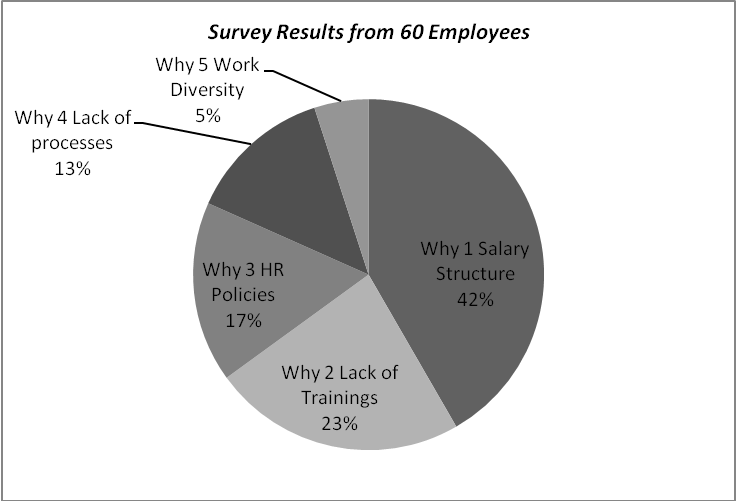 Survey Results from 60 Employees
Why 5 Work
Diversity
5%
Why 4 Lack of
processes
13%
Why 1 Salary
Structure
42%
Why 3 HR
Policies
17%
Why 2 Lack of
Trainings
23%